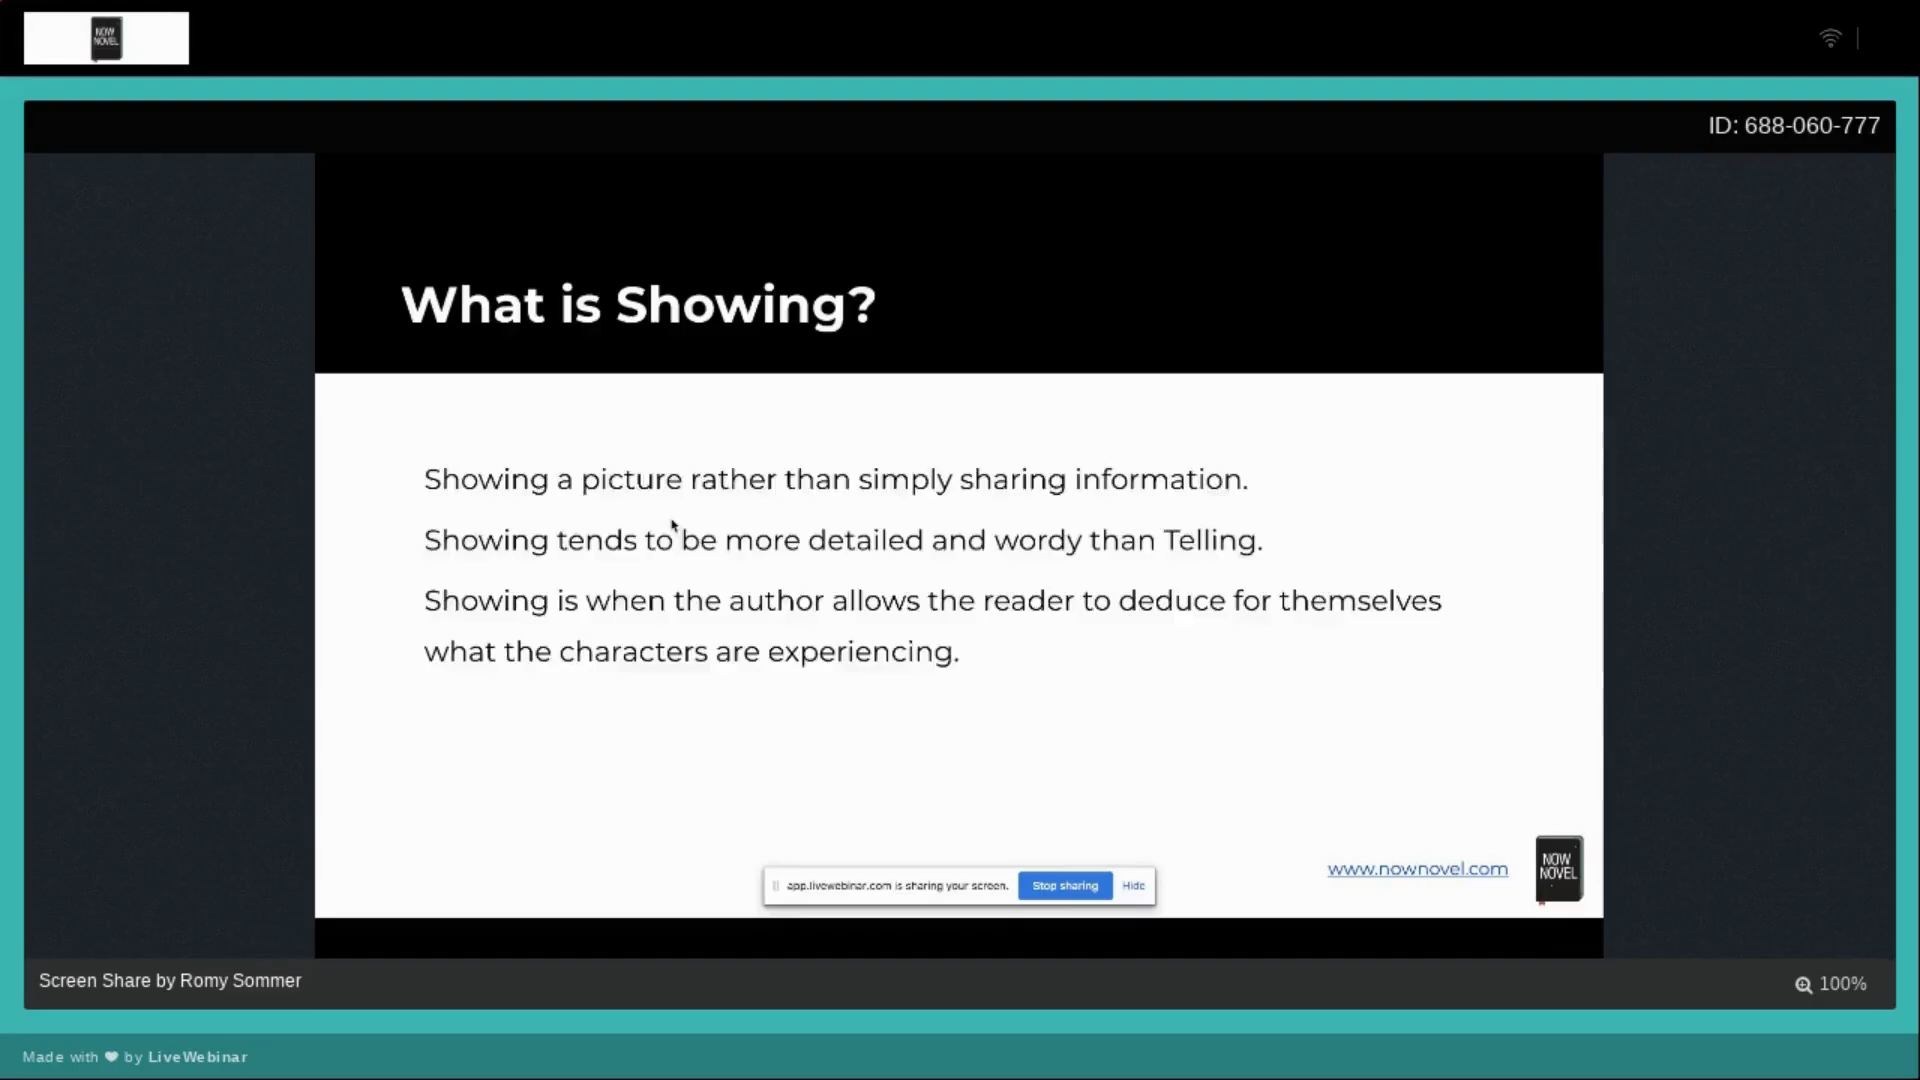 NOW
NOVEL
ID: 688-060-777
What is Showing?
Showing a picture rather than simply sharing information.
Showing tends to be more detailed and wordy than Telling.
Showing is when the author allows the reader to deduce for themselves
what the characters are experiencing.
www.nownovel.com
NOW
NOVEL
app.livewebinar.com is sharing your screen. Stop sharing Hide
Screen Share by Romy Sommer
100%
Made with ❤ by LiveWebinar